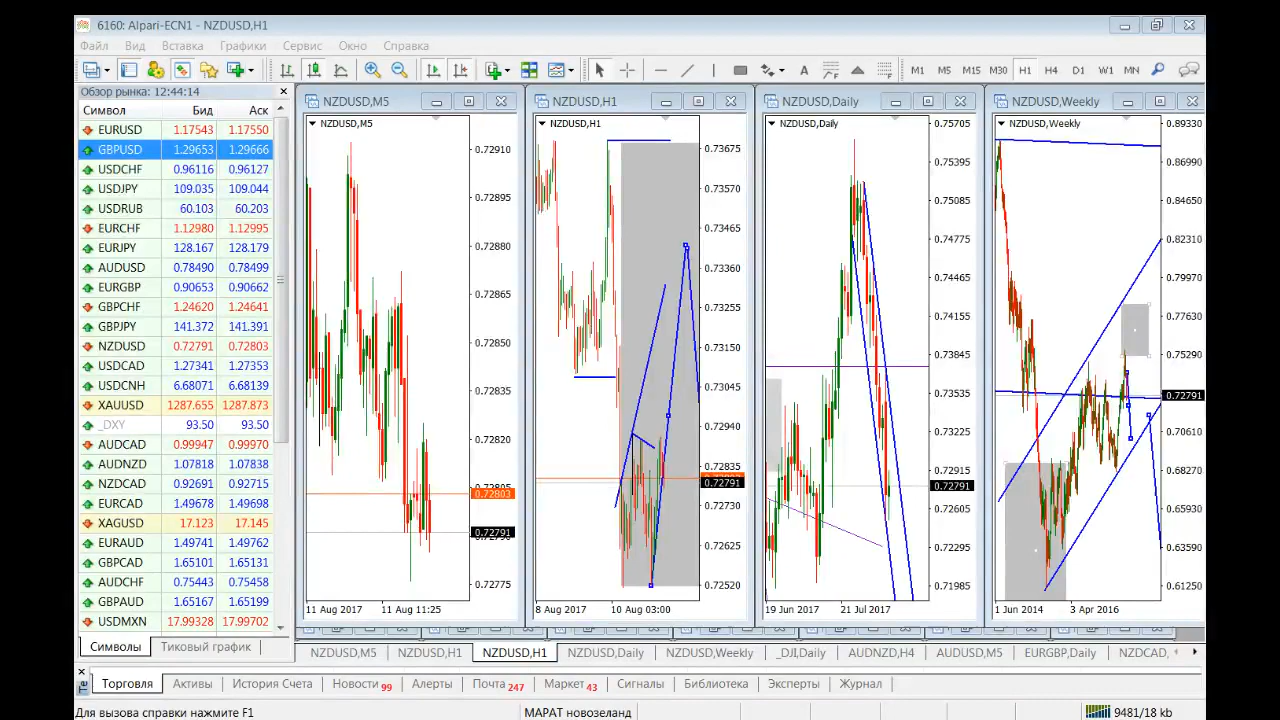 6160: Alpari-ECN1 - NZDUSD,H1
Файл Вид Вставка Графики Сервис Окно Справка
M1 M5 M15 M30 H1 H4 D1 W1 MN
Обзор рынка: 12:44:14
Символ Бид Аск
EURUSD 1.17543 1.17550
GBPUSD 1.29653 1.29666
USDCHF 0.96116 0.96127
USDJPY 109.035 109.044
USDRUB 60.103 60.203
EURCHF 1.12980 1.12995
EURJPY 128.167 128.179
AUDUSD 0.78490 0.78499
EURGBP 0.90653 0.90662
GBPCHF 1.24620 1.24641
GBPJPY 141.372 141.391
NZDUSD 0.72791 0.72803
USDCAD 1.27341 1.27353
USDCNH 6.68071 6.68139
XAUUSD 1287.655 1287.873
_DXY 93.50 93.50
AUDCAD 0.99947 0.99970
AUDNZD 1.07818 1.07838
NZDCAD 0.92691 0.92715
EURCAD 1.49678 1.49698
XAGUSD 17.123 17.145
EURAUD 1.49741 1.49762
GBPCAD 1.65101 1.65131
AUDCHF 0.75443 0.75458
GBPAUD 1.65167 1.65199
USDMXN 17.99328 17.99702
Символы Тиковый график
NZDUSD,M5
NZDUSD,M5
0.72910
0.72895
0.72880
0.72865
0.72850
0.72835
0.72820
0.72803
0.72791
0.72775
11 Aug 2017 11 Aug 11:25
NZDUSD,H1
NZDUSD,H1
0.73675
0.73570
0.73465
0.73360
0.73255
0.73150
0.73045
0.72940
0.72835
0.72791
0.72730
0.72625
0.72520
8 Aug 2017 10 Aug 03:00
NZDUSD,Daily
NZDUSD,Daily
0.75705
0.75395
0.75085
0.74775
0.74465
0.74155
0.73845
0.73535
0.73225
0.72915
0.72791
0.72605
0.72295
0.71985
19 Jun 2017 21 Jul 2017
NZDUSD,Weekly
NZDUSD,Weekly
0.89330
0.86990
0.84650
0.82310
0.79970
0.77630
0.75290
0.72791
0.70610
0.68270
0.65930
0.63590
0.61250
1 Jun 2014 3 Apr 2016
NZDUSD,M5 NZDUSD,H1 NZDUSD,H1 NZDUSD,Daily NZDUSD,Weekly _DJI,Daily AUDNZD,H4 AUDUSD,M5 EURGBP,Daily NZDCAD,
Торговля Активы История Счета Новости 99 Алерты Почта 247 Маркет 43 Сигналы Библиотека Эксперты Журнал
Для вызова справки нажмите F1 МАРАТ новозеланд 9481/18 kb